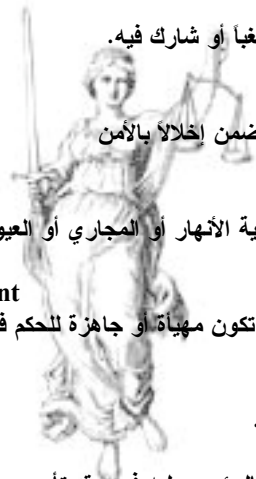 غباً أو شارك فيه.
ضمن إخلالاً بالأمن
ية الأنهار أو المجاري أو العيو
nt
تكون مهيأة أو جاهزة للحكم ف
.